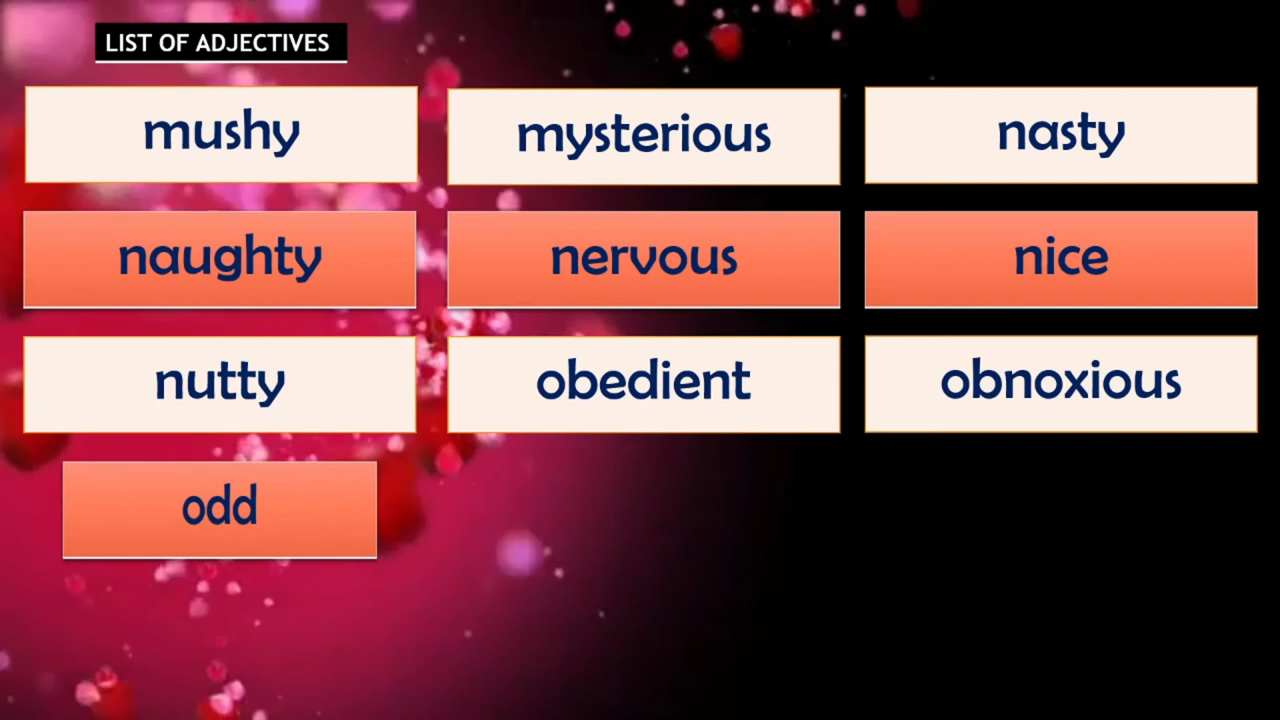 LIST OF ADJECTIVES
mushy mysterious nasty
naughty nervous nice
nutty obedient obnoxious
odd